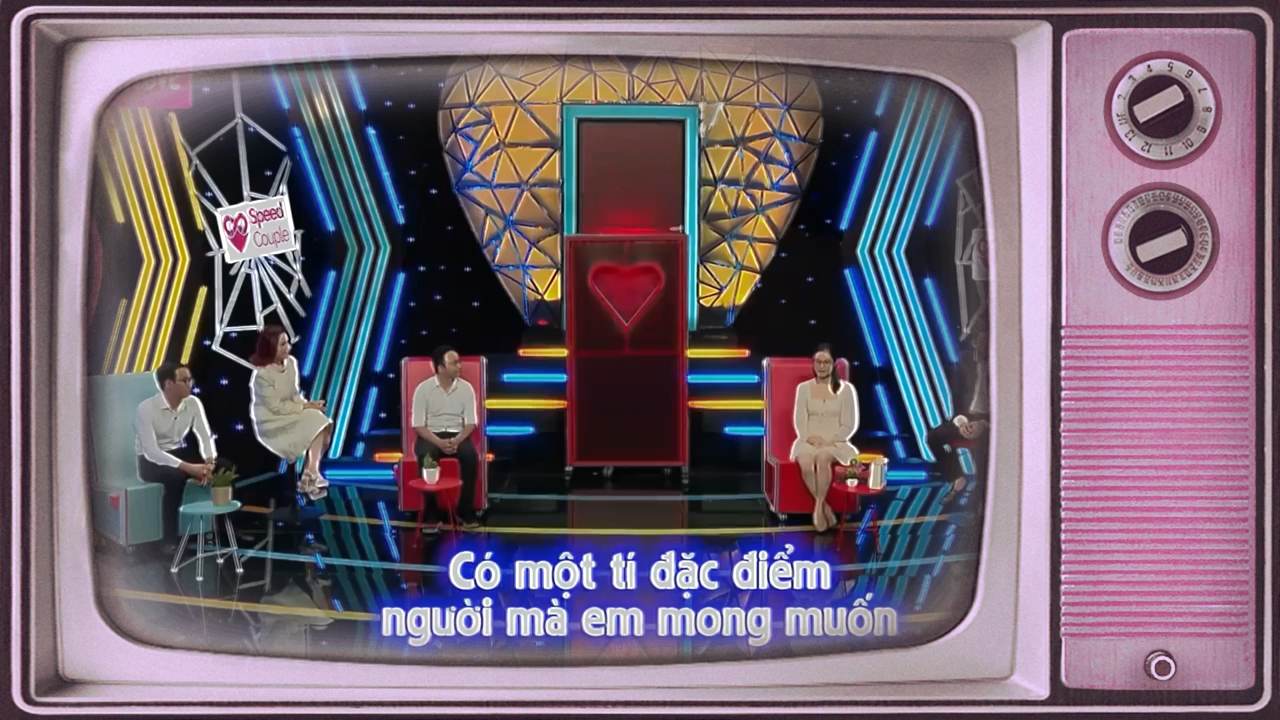 Speed
Couple
Có một tí đặc điểm
người mà em mong muốn